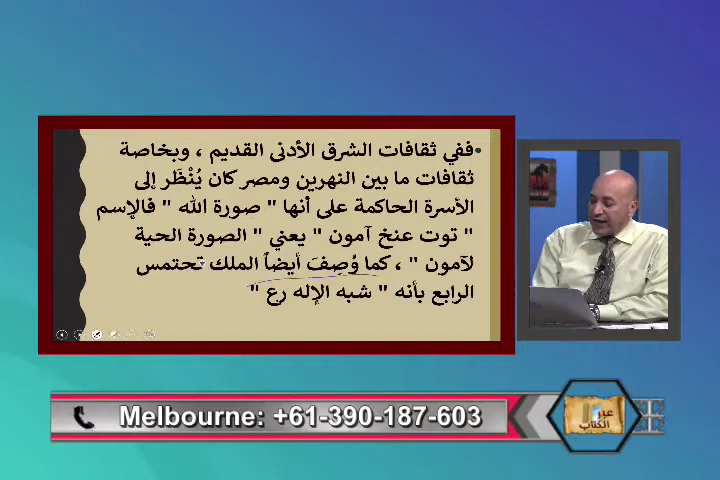 •ففي ثقافات الشرق الأدنى القديم ، وبخاصة
ثقافات ما بين النهرين ومصر كان يُنْظَر إلى
الأسرة الحاكمة على أنها " صورة الله " فالإسم
" توت عنخ آمون " يعني " الصورة الحية
لآمون " ، كما وُصِفَ أيضاً الملك تحتمس
الرابع بأنه " شبه الإله رع "
Melbourne: +61-390-187-603
عبر
الكتاب